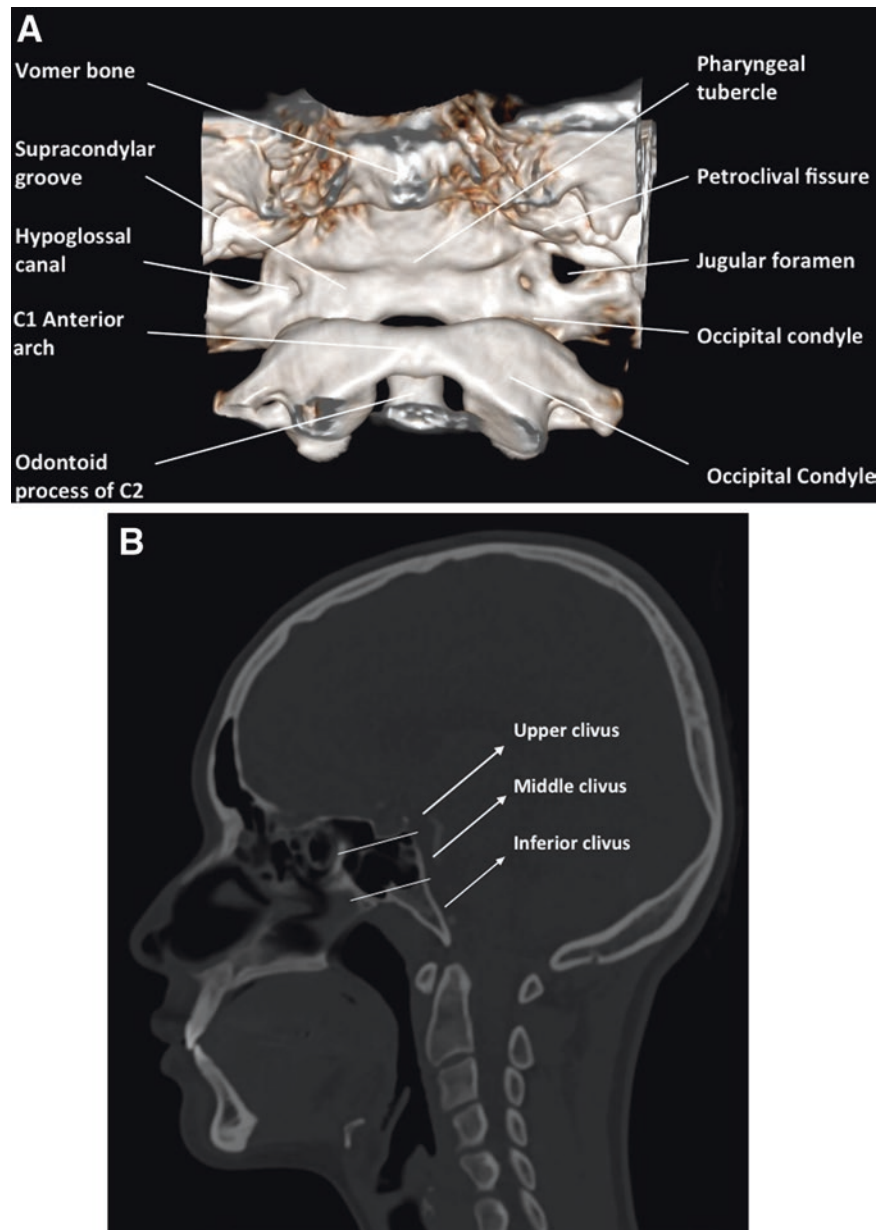 A
Vomer bone
Supracondylar
groove
Hypoglossal
canal
C1 Anterior
arch
Odontoid
process of C2
Pharyngeal
tubercle
Petroclival fissure
Jugular foramen
Occipital condyle
Occipital Condyle
B
Upper clivus
Middle clivus
Inferior clivus